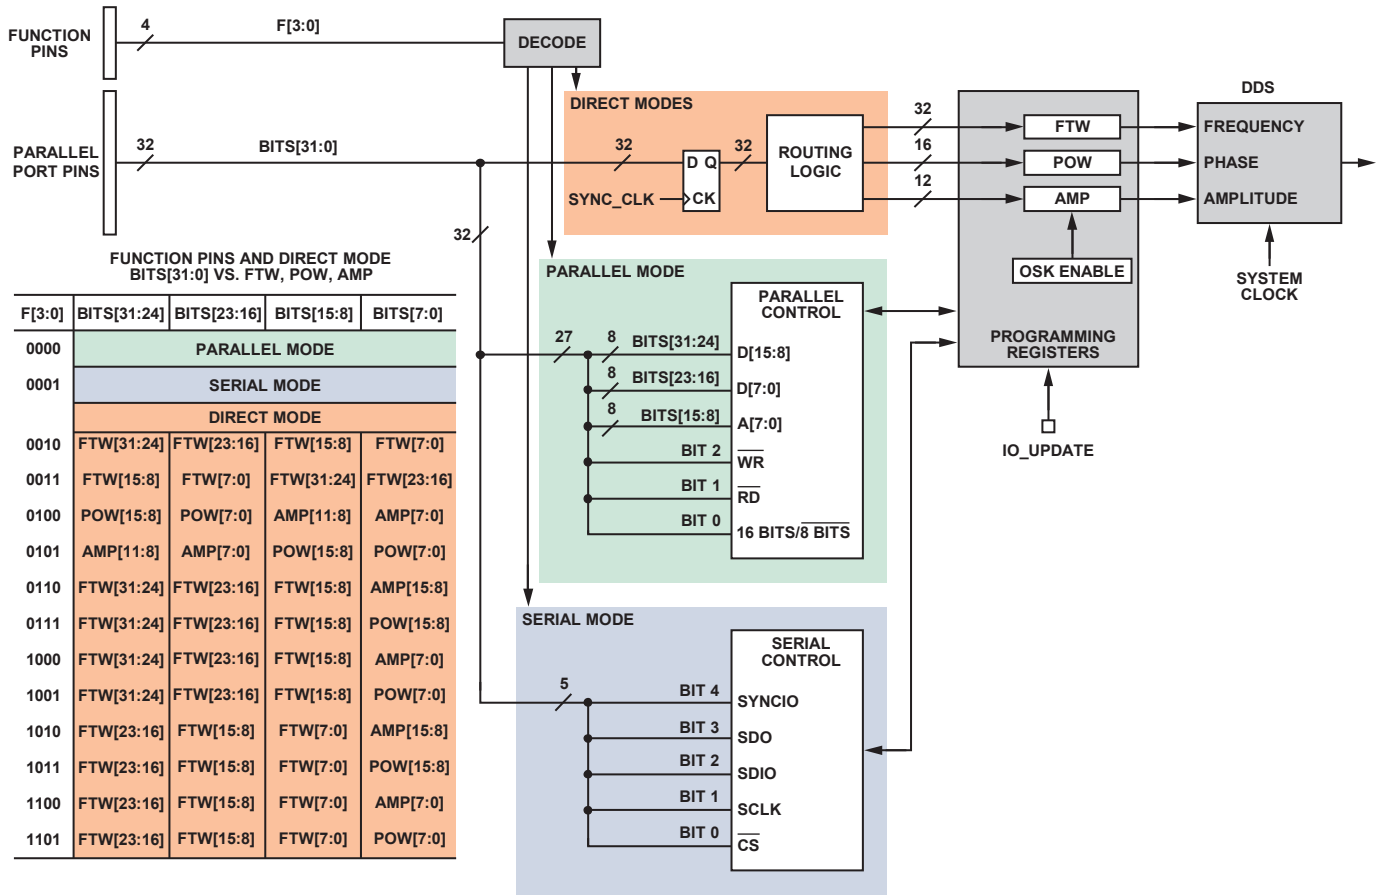 FUNCTION
PINS
4
F[3:0]
DECODE
PARALLEL
PORT PINS
32
BITS[31:0]
DIRECT MODES
32
D Q
CK
SYNC_CLK
32
ROUTING
LOGIC
32
16
12
FTW
POW
AMP
OSK ENABLE
PROGRAMMING
REGISTERS
IO_UPDATE
DDS
FREQUENCY
PHASE
AMPLITUDE
SYSTEM
CLOCK
32
FUNCTION PINS AND DIRECT MODE
BITS[31:0] VS. FTW, POW, AMP
F[3:0] BITS[31:24] BITS[23:16] BITS[15:8] BITS[7:0]
0000 PARALLEL MODE
0001 SERIAL MODE
DIRECT MODE
0010 FTW[31:24] FTW[23:16] FTW[15:8] FTW[7:0]
0011 FTW[15:8] FTW[7:0] FTW[31:24] FTW[23:16]
0100 POW[15:8] POW[7:0] AMP[11:8] AMP[7:0]
0101 AMP[11:8] AMP[7:0] POW[15:8] POW[7:0]
0110 FTW[31:24] FTW[23:16] FTW[15:8] AMP[15:8]
0111 FTW[31:24] FTW[23:16] FTW[15:8] POW[15:8]
1000 FTW[31:24] FTW[23:16] FTW[15:8] AMP[7:0]
1001 FTW[31:24] FTW[23:16] FTW[15:8] POW[7:0]
1010 FTW[23:16] FTW[15:8] FTW[7:0] AMP[15:8]
1011 FTW[23:16] FTW[15:8] FTW[7:0] POW[15:8]
1100 FTW[23:16] FTW[15:8] FTW[7:0] AMP[7:0]
1101 FTW[23:16] FTW[15:8] FTW[7:0] POW[7:0]
PARALLEL MODE
PARALLEL
CONTROL
27
8 BITS[31:24] D[15:8]
8 BITS[23:16] D[7:0]
8 BITS[15:8] A[7:0]
BIT 2 WR
BIT 1 RD
BIT 0 16 BITS/8 BITS
SERIAL MODE
SERIAL
CONTROL
5
BIT 4 SYNCIO
BIT 3 SDO
BIT 2 SDIO
BIT 1 SCLK
BIT 0 CS